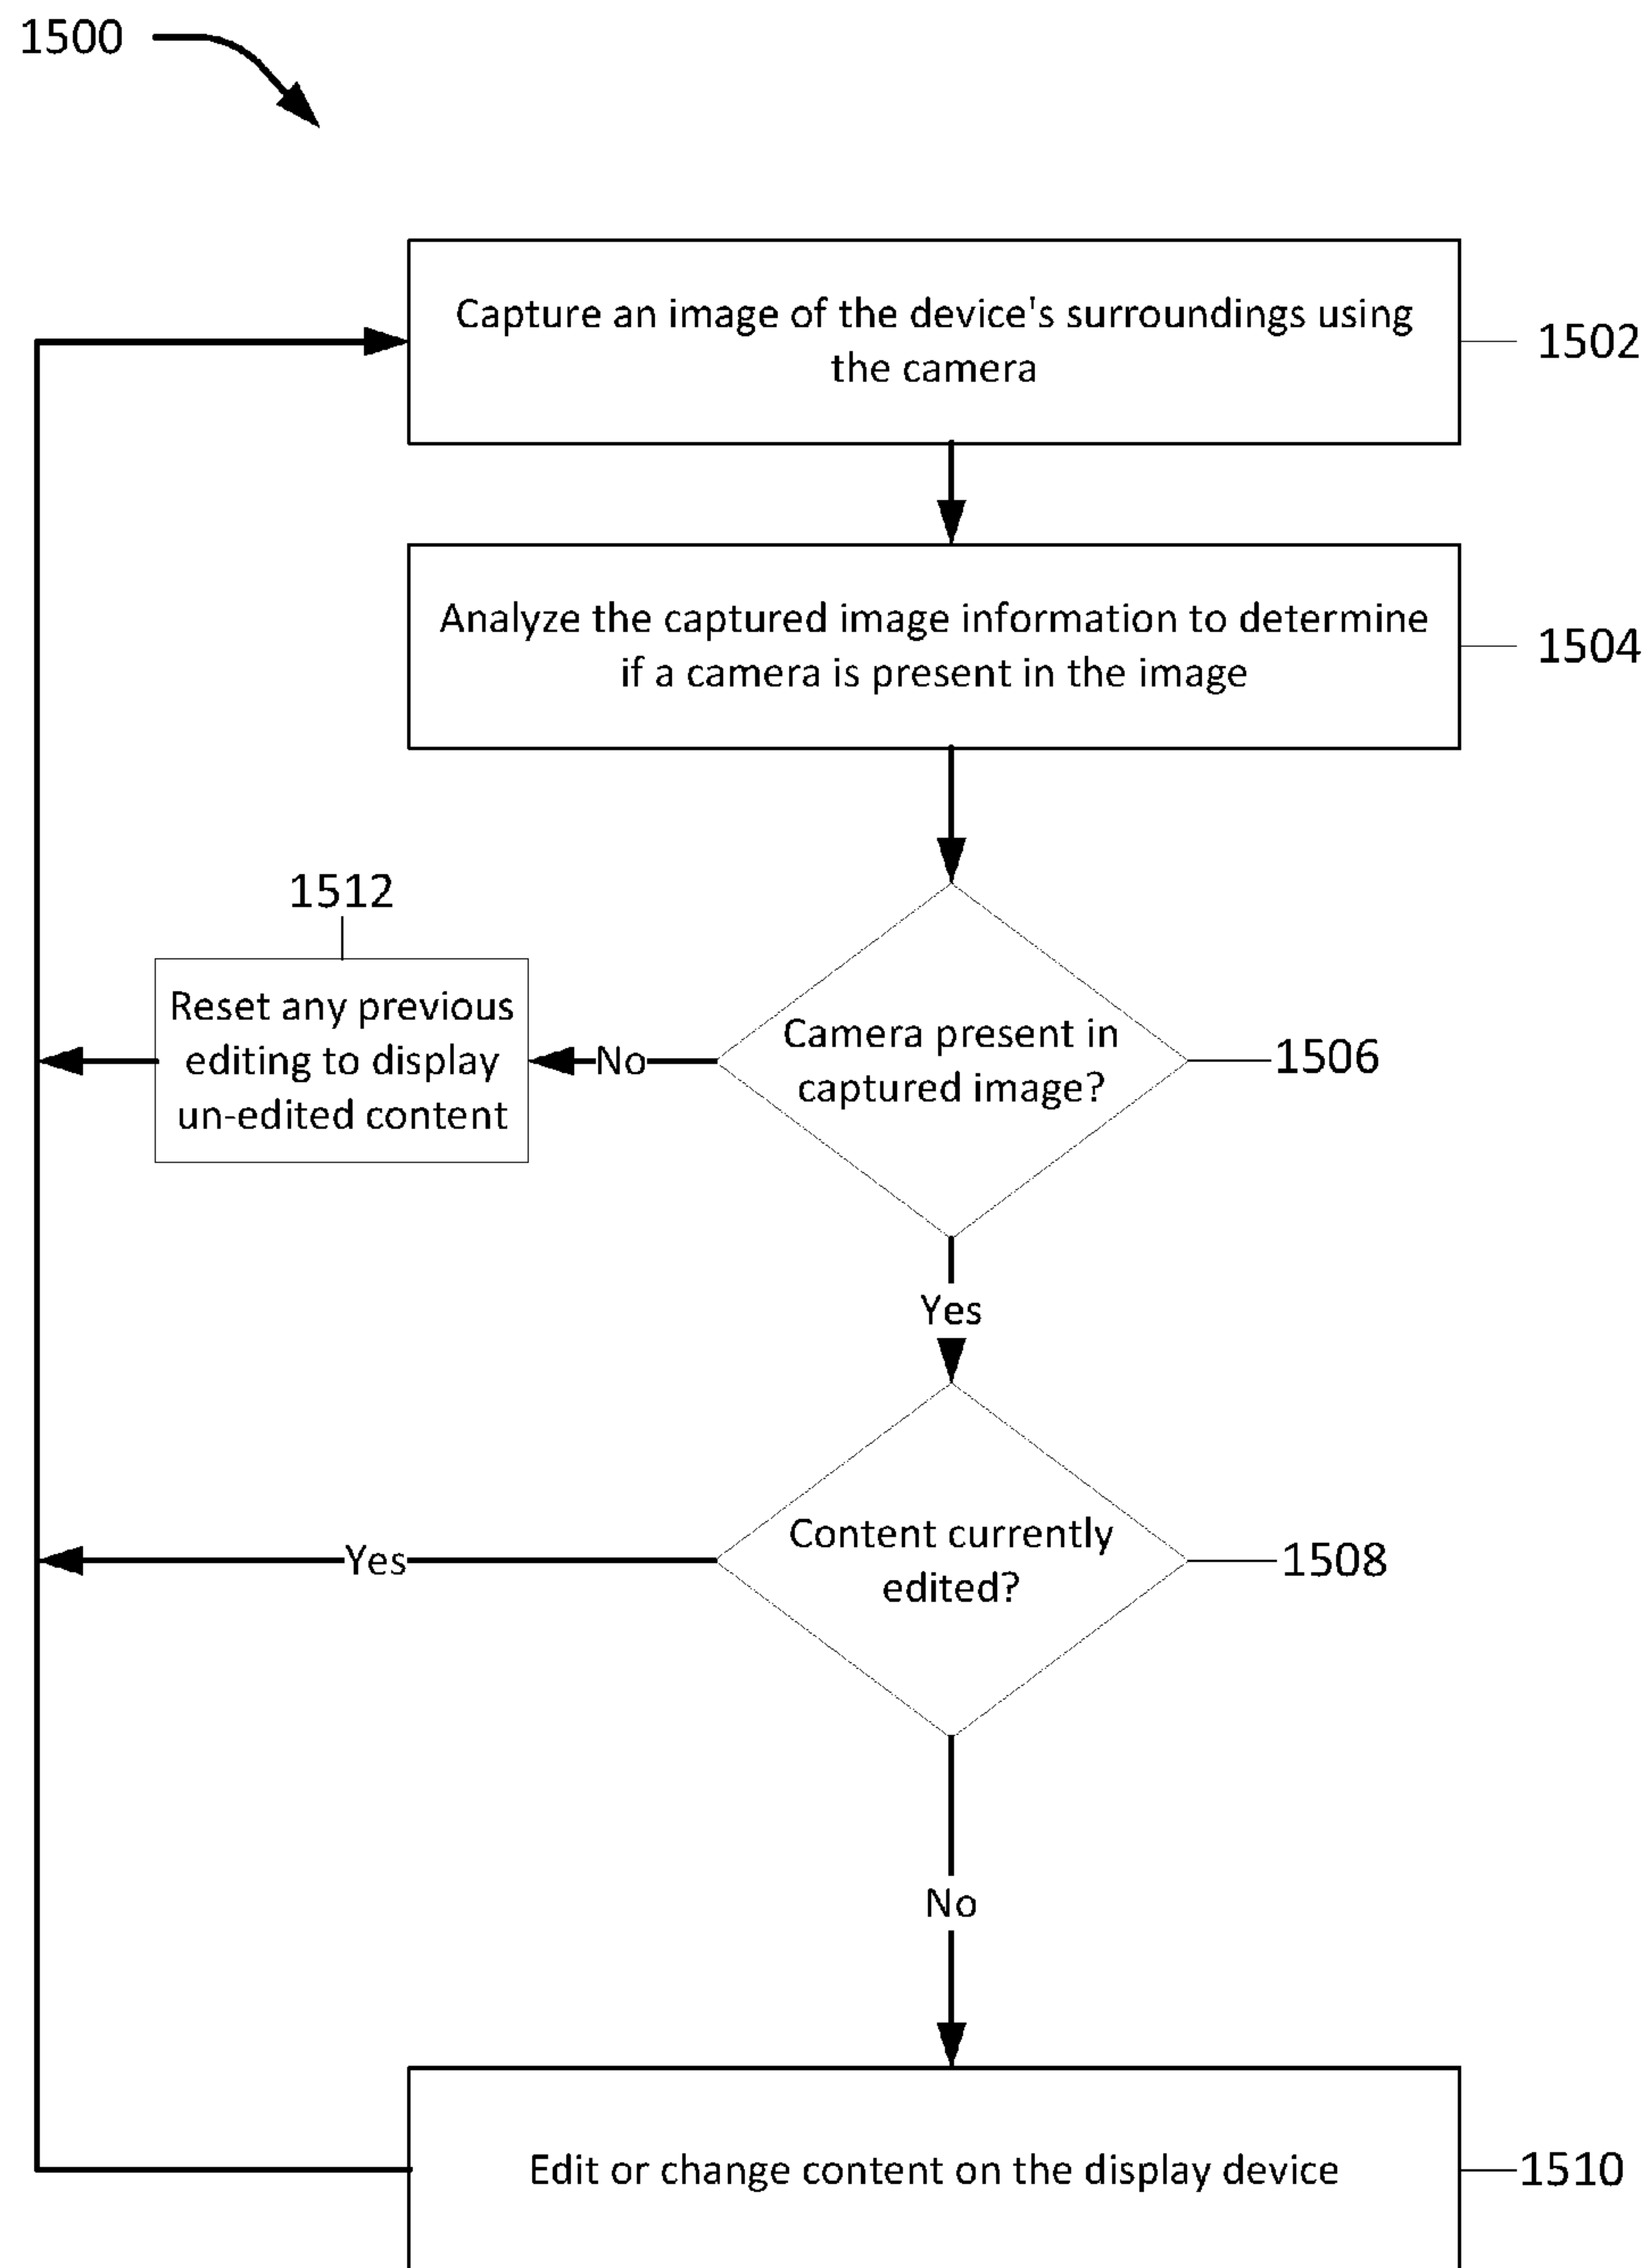 1500
Capture an image of the device's surroundings using
the camera
1502
Analyze the captured image information to determine
if a camera is present in the image
1504
1512
Reset any previous
editing to display
un-edited content
No
Camera present in
captured image?
1506
Yes
Content currently
edited?
1508
Yes
No
Edit or change content on the display device
1510